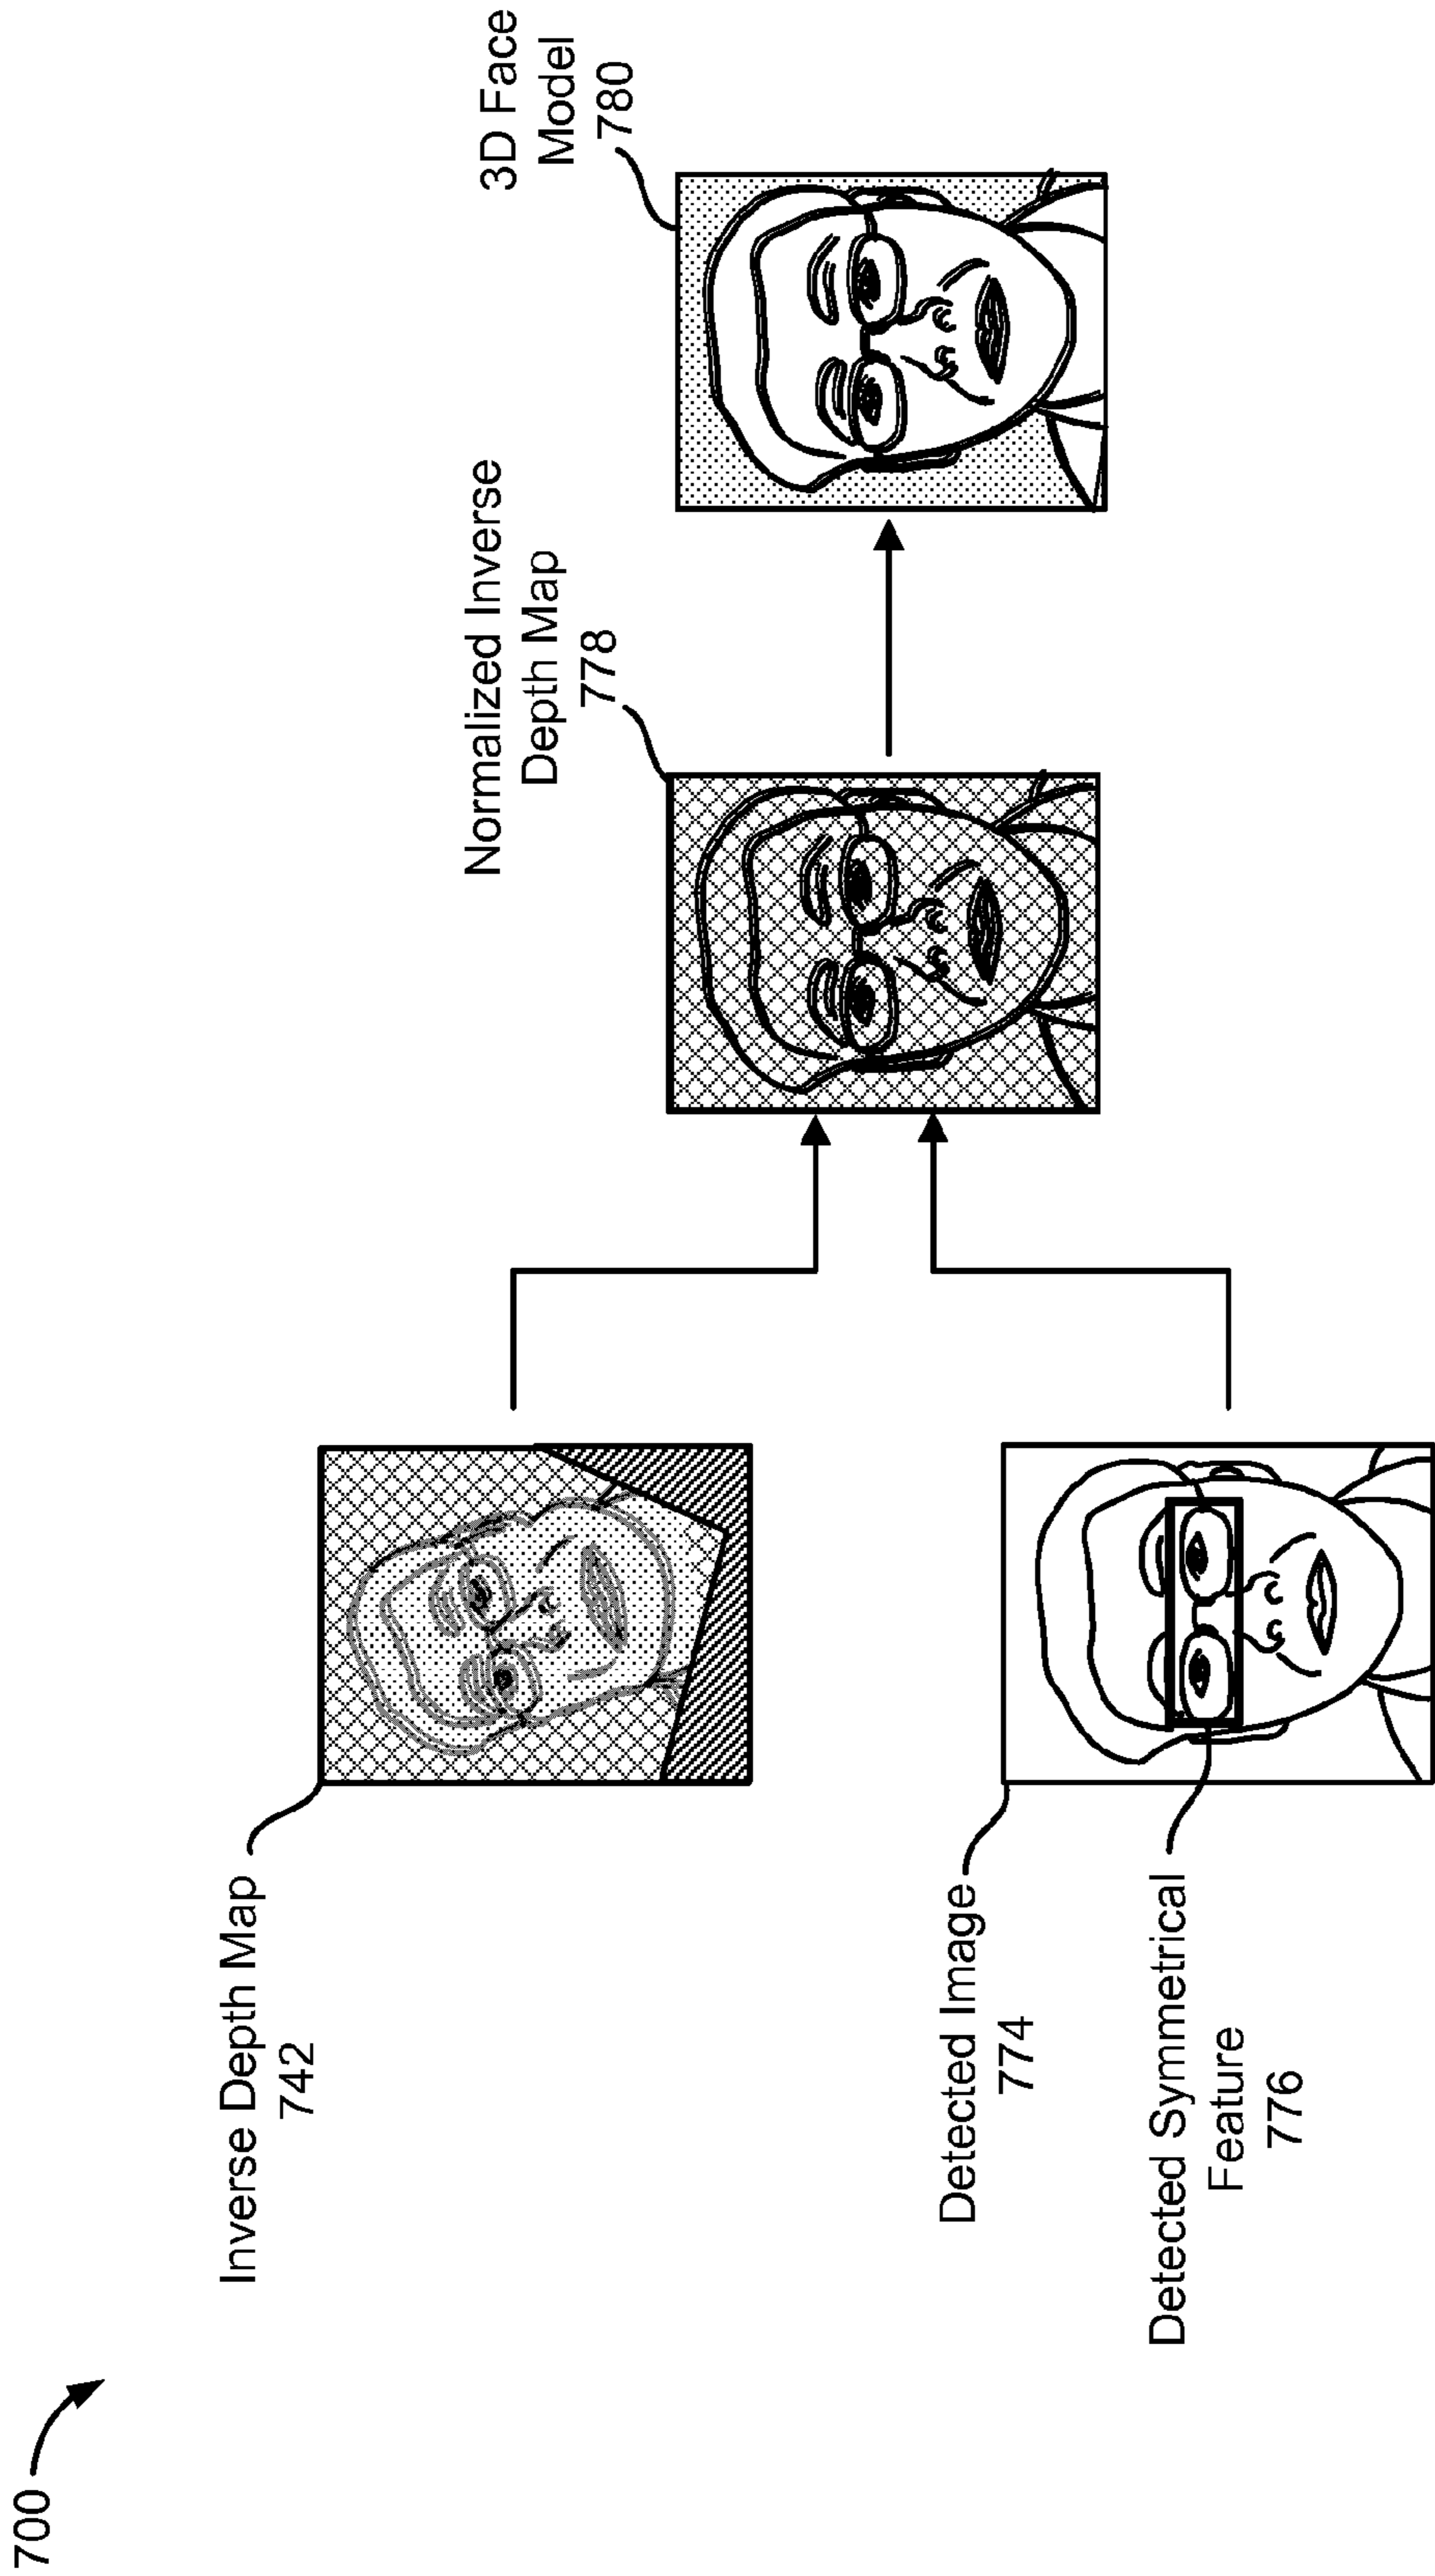 700
Inverse Depth Map
742
Detected Image
774
Detected Symmetrical
Feature
776
Normalized Inverse
Depth Map
778
3D Face
Model
780